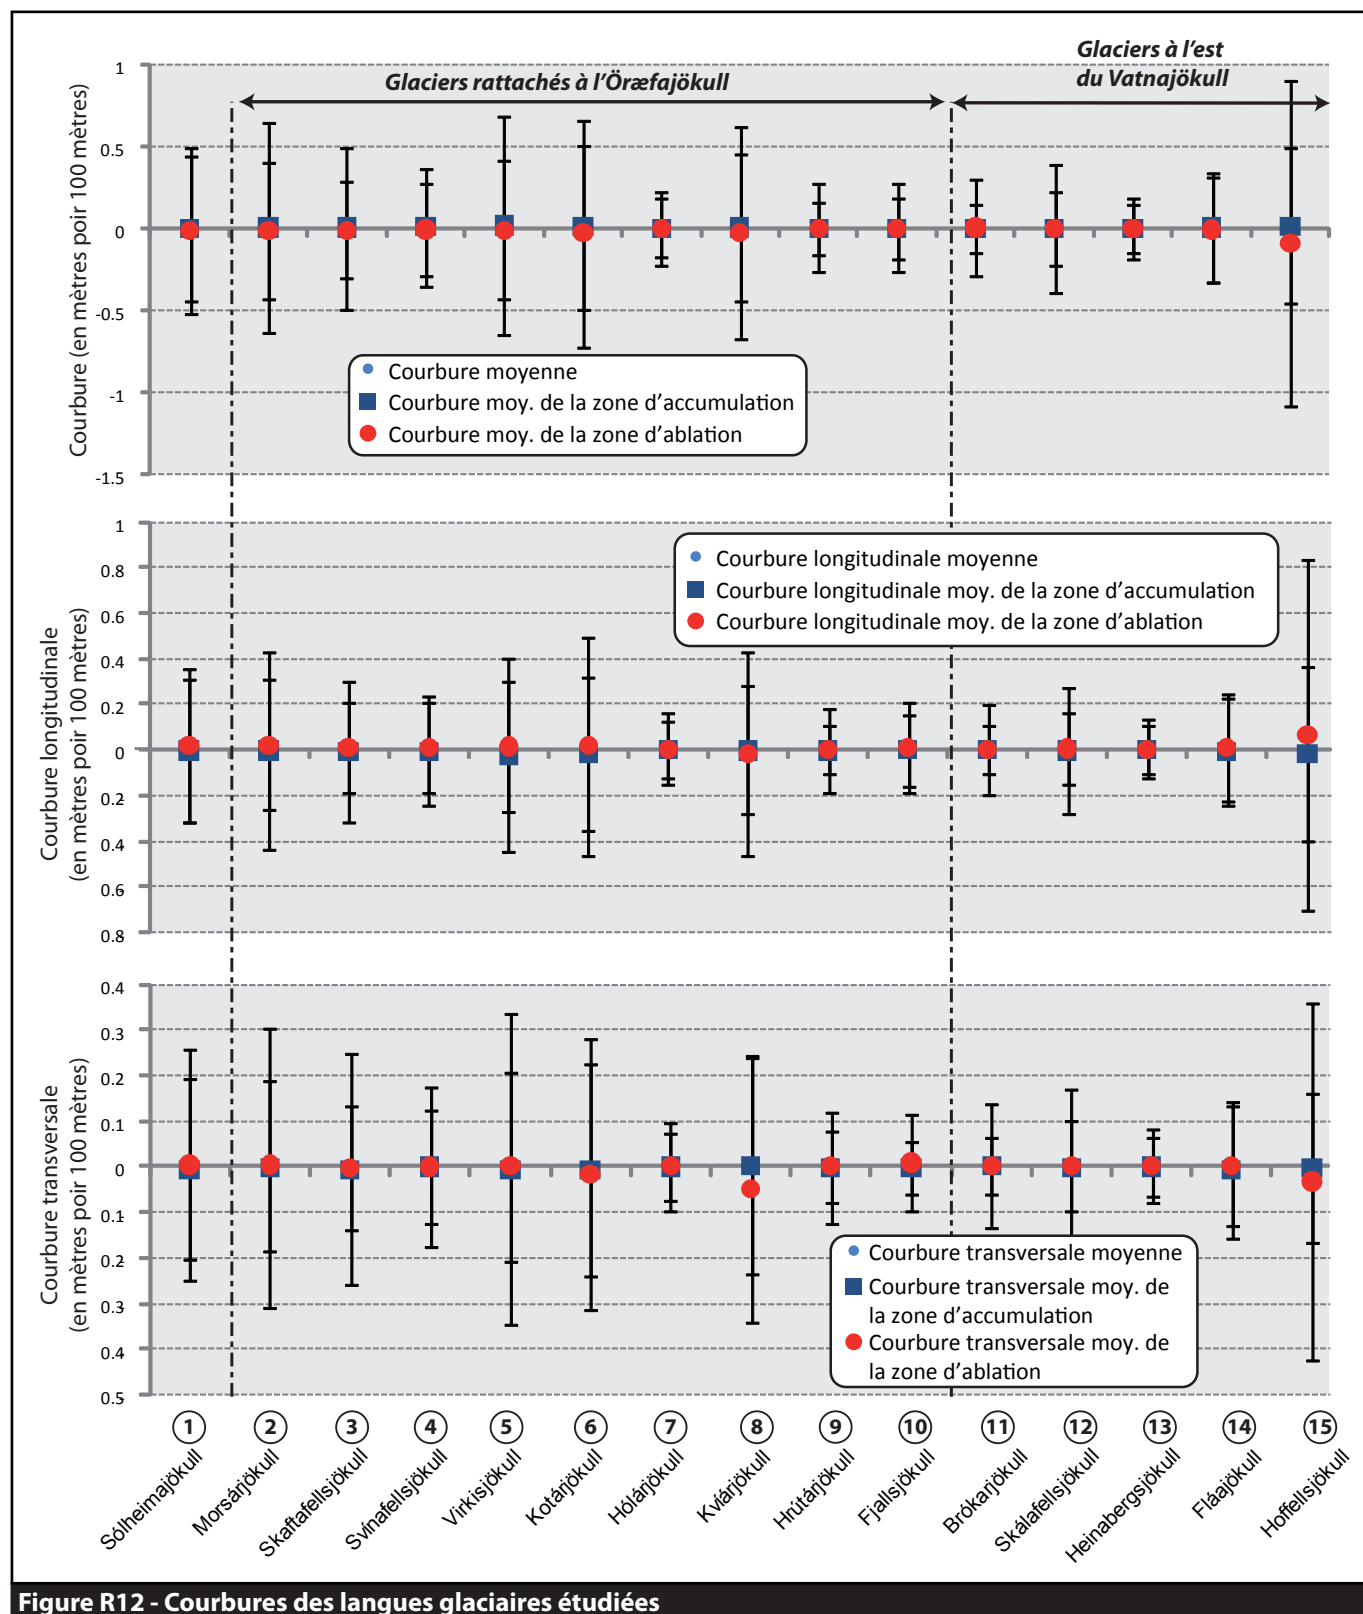 Glaciers rattachés à l'Öræfajökull
Glaciers à l'est
du Vatnajökull
Courbure (en mètres poir 100 mètres)
1
0.5
0
-0.5
-1
-1.5
Courbure moyenne
Courbure moy. de la zone d'accumulation
Courbure moy. de la zone d'ablation
Courbure longitudinale
(en mètres poir 100 mètres)
1
0.8
0.6
0.4
0.2
0
0.2
0.4
0.6
0.8
Courbure longitudinale moyenne
Courbure longitudinale moy. de la zone d'accumulation
Courbure longitudinale moy. de la zone d'ablation
Courbure transversale
(en mètres poir 100 mètres)
0.4
0.3
0.2
0.1
0
0.1
0.2
0.3
0.4
0.5
Courbure transversale moyenne
Courbure transversale moy. de
la zone d'accumulation
Courbure transversale moy. de
la zone d'ablation
1
2
3
4
5
6
7
8
9
10
11
12
13
14
15
Sólheimajökull
Morsárjökull
Skaftafellsjökull
Svínafellsjökull
Virkisjökull
Kotárjökull
Hólárjökull
Kvíárjökull
Hrútárjökull
Fjallsjökull
Brókarjökull
Skálafellsjökull
Heinabergsjökull
Fláajökull
Hoffellsjökull
Figure R12 - Courbures des langues glaciaires étudiées